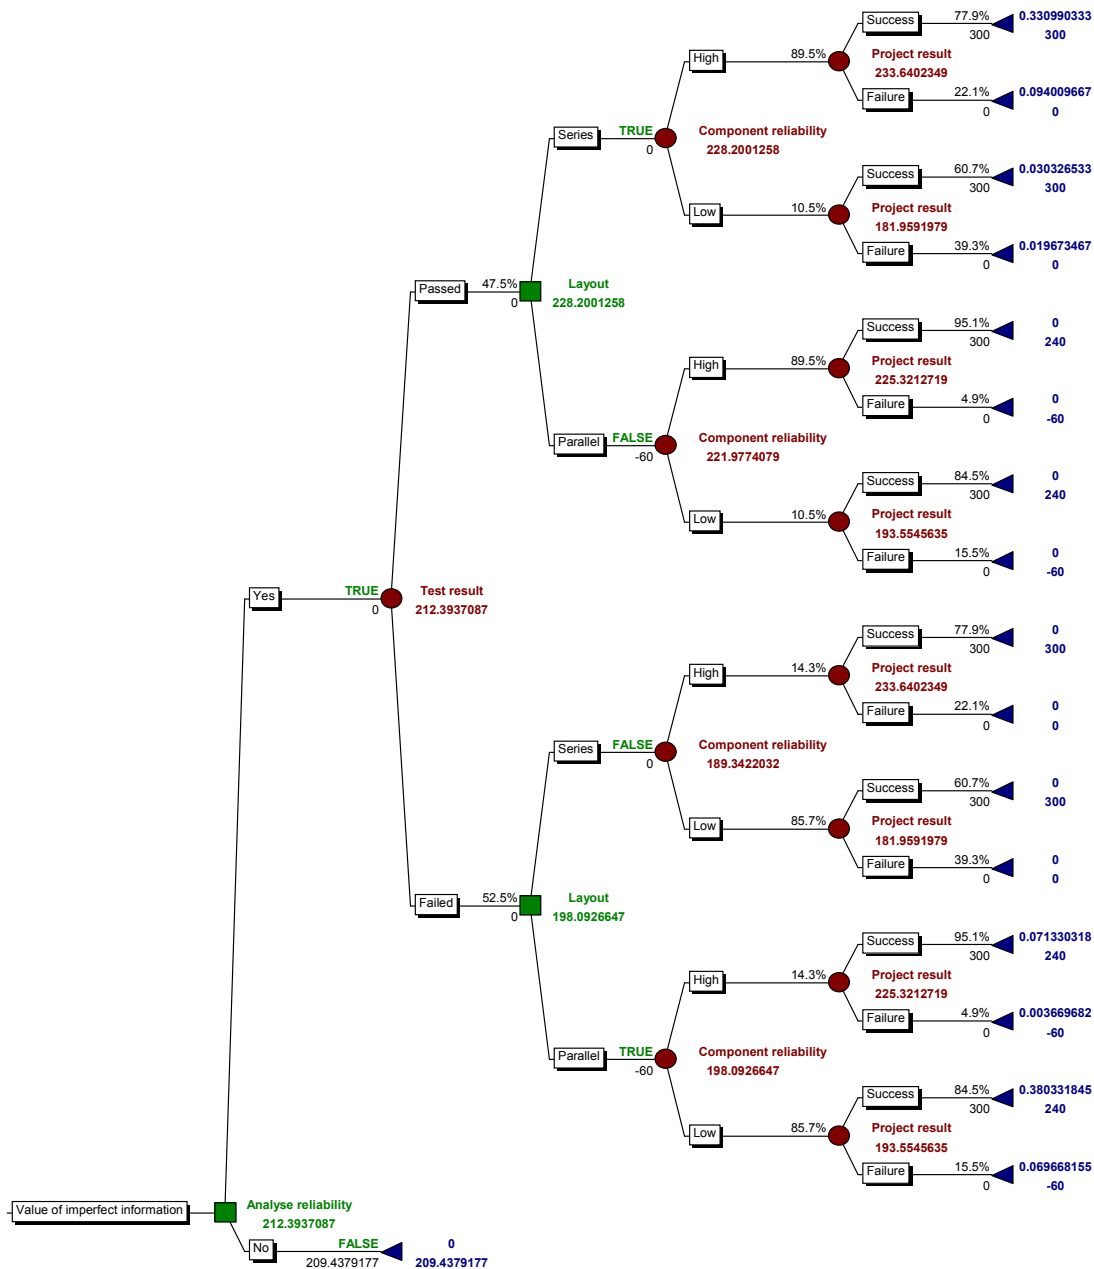 Success 77.9% 0.330990333
300 300
High 89.5% Project result
233.6402349
Failure 22.1% 0.094009667
0 0
Series TRUE Component reliability
0 228.2001258
Success 60.7% 0.030326533
300 300
Low 10.5% Project result
181.9591979
Failure 39.3% 0.019673467
0 0
Passed 47.5% Layout
0 228.2001258
Success 95.1% 0
300 240
High 89.5% Project result
225.3212719
Failure 4.9% 0
0 -60
Parallel FALSE Component reliability
-60 221.9774079
Success 84.5% 0
300 240
Low 10.5% Project result
193.5545635
Failure 15.5% 0
0 -60
Yes TRUE Test result
0 212.3937087
Success 77.9% 0
300 300
High 14.3% Project result
233.6402349
Failure 22.1% 0
0 0
Series FALSE Component reliability
0 189.3422032
Success 60.7% 0
300 300
Low 85.7% Project result
181.9591979
Failure 39.3% 0
0 0
Failed 52.5% Layout
0 198.0926647
Success 95.1% 0.071330318
300 240
High 14.3% Project result
225.3212719
Failure 4.9% 0.003669682
0 -60
Parallel TRUE Component reliability
-60 198.0926647
Success 84.5% 0.380331845
300 240
Low 85.7% Project result
193.5545635
Failure 15.5% 0.069668155
0 -60
Value of imperfect information Analyse reliability
212.3937087
No FALSE 0
209.4379177 209.4379177